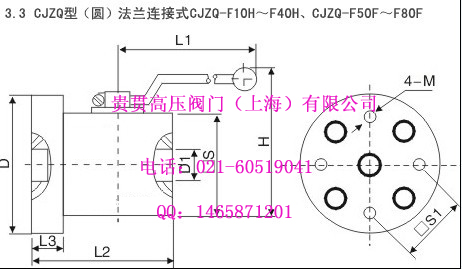 3.3 CJZQ型（圆）法兰连接式CJZQ-F10H～F40H、CJZQ-F50F～F80F
L1
4-M
贵贯高压阀门（上海）有限公司
D
S
H
D1
电话：021-60519041
QQ：1465871201
□S1
L3
L2